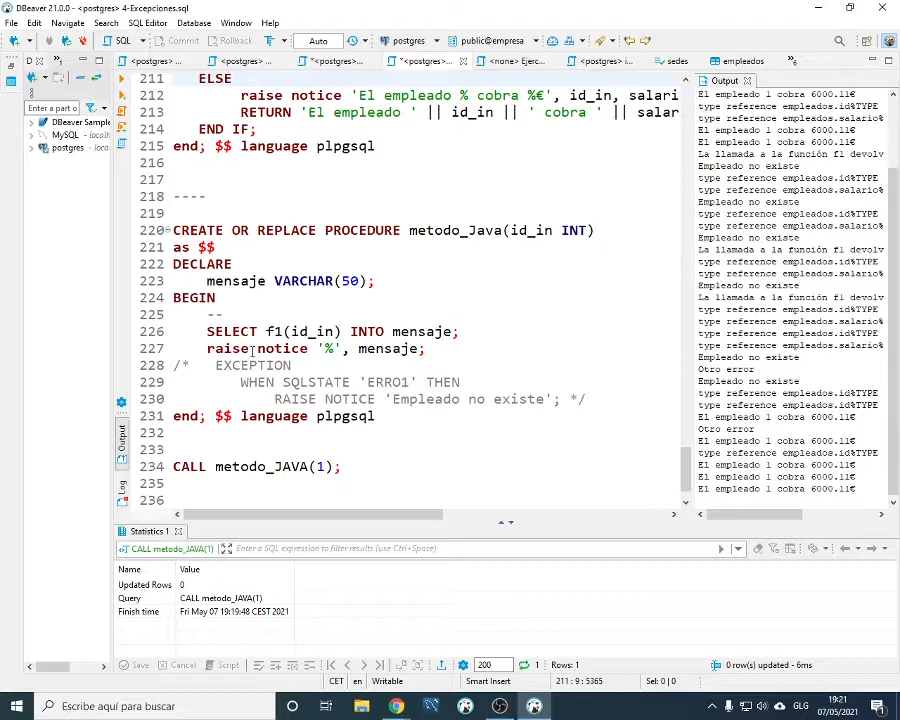 DBeaver 21.0.0 - <postgres> 4-Excepciones.sql
File Edit Navigate Search SQL Editor Database Window Help
SQL Commit Rollback T Auto postgres public@empresa
D <postgres>... <postgres> ... *<postgres>... *<postgres>... <none> Ejerc... <postgres> i... sedes empleados Output
Enter a part o
DBeaver Sample
MySQL - localh
postgres - loca
211 ELSE
212 raise notice 'El empleado % cobra %€', id_in, salari
213 RETURN 'El empleado ' || id_in || ' cobra ' || salar
214 END IF;
215 end; $$ language plpgsql
216
217
218 ----
219
220 CREATE OR REPLACE PROCEDURE metodo_Java(id_in INT)
221 as $$
222 DECLARE
223 mensaje VARCHAR(50);
224 BEGIN
225 --
226 SELECT f1(id_in) INTO mensaje;
227 raise notice '%', mensaje;
228 /* EXCEPTION
229 WHEN SQLSTATE 'ERRO1' THEN
230 RAISE NOTICE 'Empleado no existe'; */
231 end; $$ language plpgsql
232
233
234 CALL metodo_JAVA(1);
235
236
El empleado 1 cobra 6000.11€
type reference empleados.id%TYPE
type reference empleados.salario%
El empleado 1 cobra 6000.11€
El empleado 1 cobra 6000.11€
La llamada a la función f1 devolv
Empleado no existe
type reference empleados.id%TYPE
type reference empleados.salario%
Empleado no existe
type reference empleados.id%TYPE
type reference empleados.salario%
Empleado no existe
La llamada a la función f1 devolv
type reference empleados.id%TYPE
type reference empleados.salario%
Empleado no existe
La llamada a la función f1 devolv
type reference empleados.id%TYPE
type reference empleados.salario%
type reference empleados.id%TYPE
type reference empleados.salario%
Empleado no existe
Otro error
Empleado no existe
type reference empleados.id%TYPE
type reference empleados.id%TYPE
Otro error
El empleado 1 cobra 6000.11€
type reference empleados.id%TYPE
El empleado 1 cobra 6000.11€
El empleado 1 cobra 6000.11€
El empleado 1 cobra 6000.11€
Output
Log
Statistics 1
CALL metodo_JAVA(1) Enter a SQL expression to filter results (use Ctrl+Space)
Name Value
Updated Rows 0
Query CALL metodo_JAVA(1)
Finish time Fri May 07 19:19:48 CEST 2021
Save Cancel Script 200 1 Rows: 1 0 row(s) updated - 6ms
CET en Writable Smart Insert 211 : 9 : 5365 Sel: 0 | 0
Escribe aquí para buscar GLG 19:21
07/05/2021